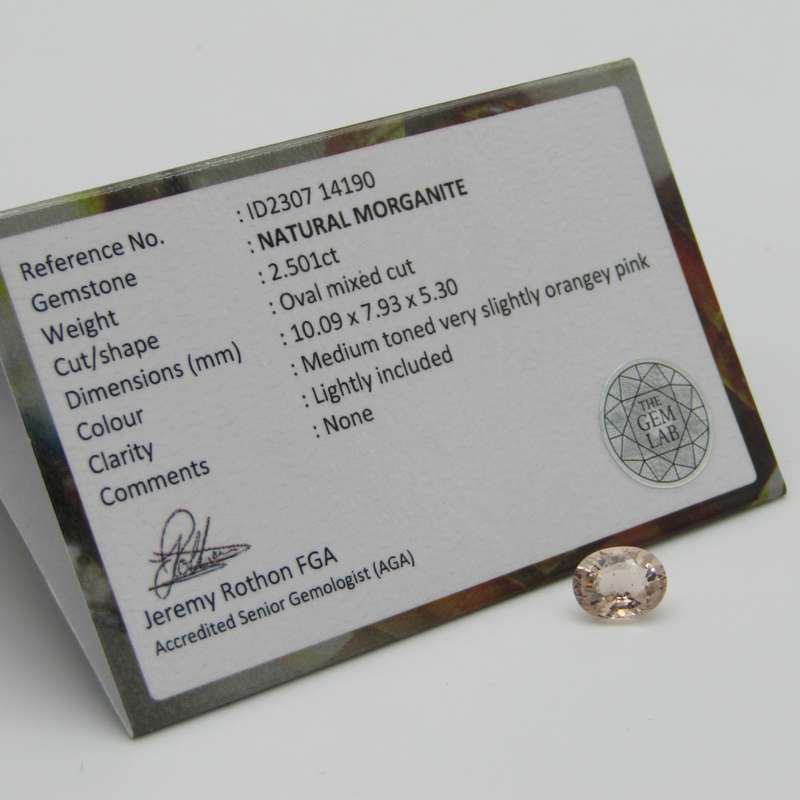 Reference No. : ID2307 14190
Gemstone : NATURAL MORGANITE
Weight : 2.501ct
Cut/shape : Oval mixed cut
Dimensions (mm) : 10.09 x 7.93 x 5.30
Colour : Medium toned very slightly orangey pink
Clarity : Lightly included
Comments : None
THE
GEM
LAB
Jeremy Rothon FGA
Accredited Senior Gemologist (AGA)